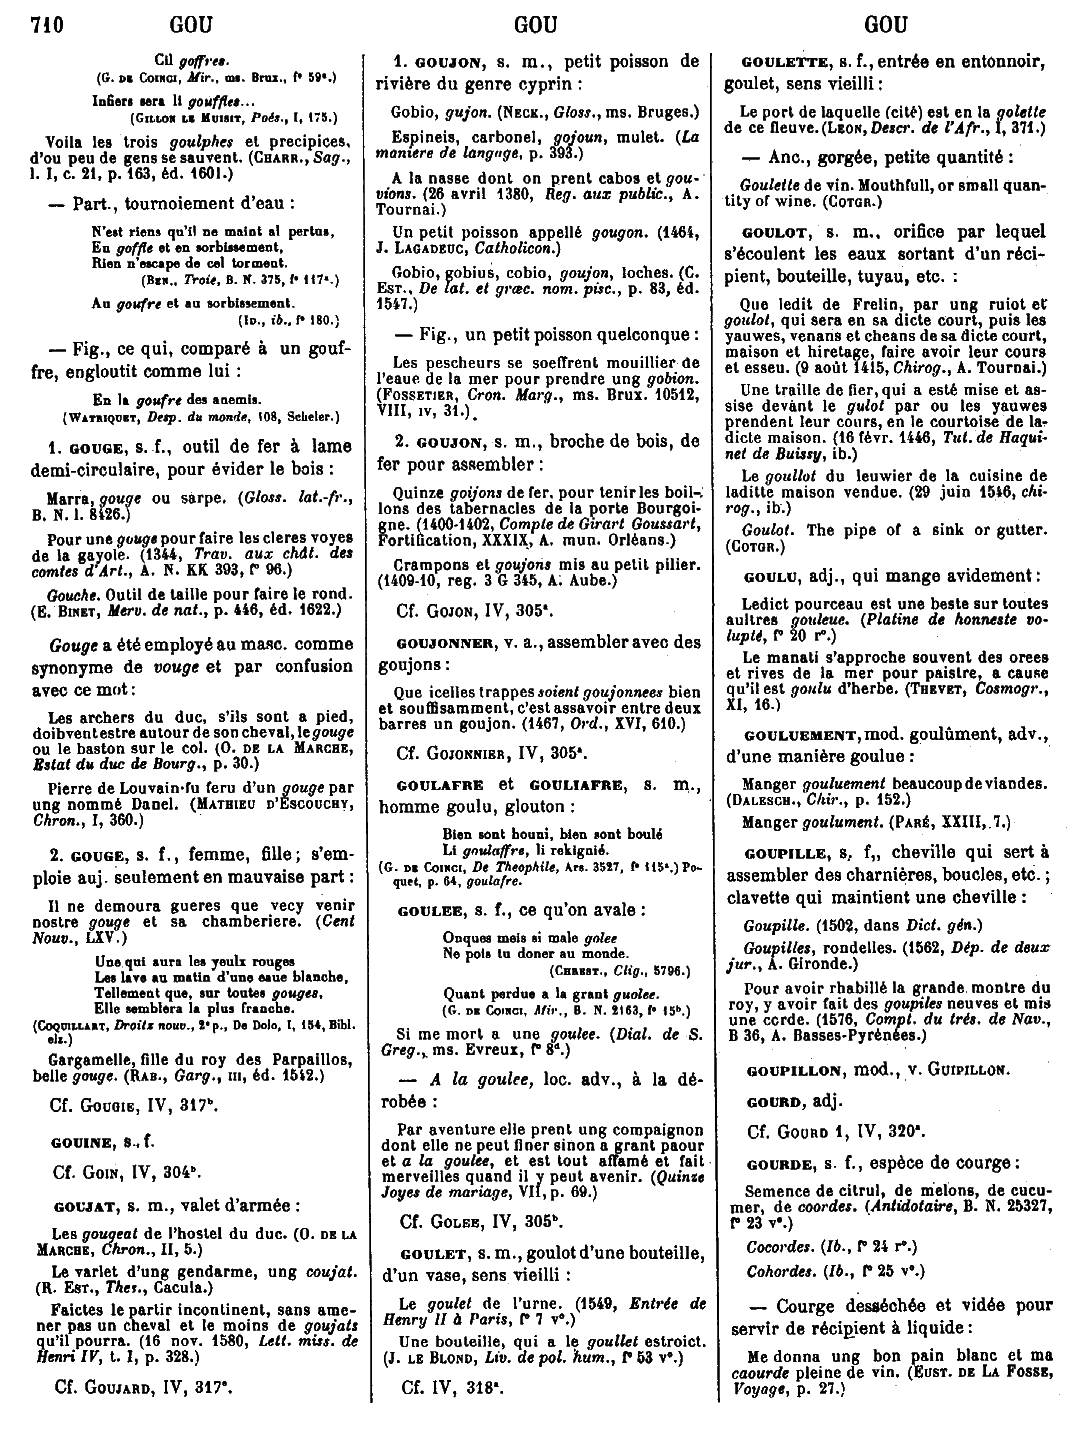 710 GOU GOU GOU
Cil goffres.
(G. DE COINCI, Mir., ms. Brux., f° 59ª.)
Infiers sera li gouffles...
(GILLON LE MUISIT, Poés., I, 175.)
Voila les trois goulphes et precipices,
d'ou peu de gens se sauvent. (CHARR., Sag.,
l. I, c. 21, p. 163, éd. 1601.)
— Part., tournoiement d'eau :
N'est riens qu'il ne maint al pertus,
En goffle et en sorbissement,
Rien n'escape de cel torment.
(BEN., Troie, B. N. 375, f° 117ª.)
Au goufre et au sorbissement.
(ID., ib., f° 180.)
— Fig., ce qui, comparé à un gouf-
fre, engloutit comme lui :
En la goufre des anemis.
(WATRIQUET, Desp. du monde, 108, Scheler.)
1. GOUGE, s. f., outil de fer à lame
demi-circulaire, pour évider le bois :
Marra, gouge ou sarpe. (Gloss. lat.-fr.,
B. N. l. 8426.)
Pour une gouge pour faire les cleres voyes
de la gayole. (1344, Trav. aux chât. des
comtes d'Art., A. N. KK 393, f° 96.)
Gouche. Outil de taille pour faire le rond.
(E. BINET, Merv. de nat., p. 446, éd. 1622.)
Gouge a été employé au masc. comme
synonyme de vouge et par confusion
avec ce mot :
Les archers du duc, s'ils sont a pied,
doibvent estre autour de son cheval, le gouge
ou le baston sur le col. (O. DE LA MARCHE,
Estat du duc de Bourg., p. 30.)
Pierre de Louvain fu feru d'un gouge par
ung nommé Danel. (MATHIEU D'ESCOUCHY,
Chron., I, 360.)
2. GOUGE, s. f., femme, fille ; s'em-
ploie auj. seulement en mauvaise part :
Il ne demoura gueres que vecy venir
nostre gouge et sa chamberiere. (Cent
Nouv., LXV.)
Une qui aura les yeulx rouges
Les lave au matin d'une eaue blanche,
Tellement que, sur toutes gouges,
Elle semblera la plus franche.
(COQUILLART, Droitz nouv., 2ᵉ p., De Dolo, I, 154, Bibl.
elz.)
Gargamelle, fille du roy des Parpaillos,
belle gouge. (RAB., Garg., III, éd. 1542.)
Cf. GOUGIE, IV, 317ᵇ.
GOUINE, s. f.
Cf. GOIN, IV, 304ᵇ.
GOUJAT, s. m., valet d'armée :
Les gougeat de l'hostel du duc. (O. DE LA
MARCHE, Chron., II, 5.)
Le varlet d'ung gendarme, ung coujat.
(R. EST., Thes., Cacula.)
Faictes le partir incontinent, sans ame-
ner pas un cheval et le moins de goujats
qu'il pourra. (16 nov. 1580, Lett. miss. de
Henri IV, t. I, p. 328.)
Cf. GOUJARD, IV, 317ª.
1. GOUJON, s. m., petit poisson de
rivière du genre cyprin :
Gobio, gujon. (NECK., Gloss., ms. Bruges.)
Espineis, carbonel, gojoun, mulet. (La
maniere de langage, p. 393.)
A la nasse dont on prent cabos et gou-
vions. (26 avril 1380, Reg. aux public., A.
Tournai.)
Un petit poisson appellé gougon. (1464,
J. LAGADEUC, Catholicon.)
Gobio, gobius, cobio, goujon, loches. (C.
EST., De lat. et græc. nom. pisc., p. 83, éd.
1547.)
— Fig., un petit poisson quelconque :
Les pescheurs se soeffrent mouillier de
l'eaue de la mer pour prendre ung gobion.
(FOSSETIER, Cron. Marg., ms. Brux. 10512,
VIII, IV, 31.)
2. GOUJON, s. m., broche de bois, de
fer pour assembler :
Quinze goijons de fer, pour tenir les boil-
lons des tabernacles de la porte Bourgoi-
gne. (1400-1402, Compte de Girart Goussart,
Fortification, XXXIX, A. mun. Orléans.)
Crampons et goujons mis au petit pilier.
(1409-10, reg. 3 G 345, A. Aube.)
Cf. GOJON, IV, 305ª.
GOUJONNER, v. a., assembler avec des
goujons :
Que icelles trappes soient goujonnees bien
et souffisamment, c'est assavoir entre deux
barres un goujon. (1467, Ord., XVI, 610.)
Cf. GOJONNIER, IV, 305ª.
GOULAFRE et GOULIAFRE, s. m.,
homme goulu, glouton :
Bien sont houni, bien sont boulé
Li goulaffre, li rekignié.
(G. DE COINCI, De Theophile, Ars. 3527, f° 115ª.) Po-
quet, p. 64, goulafre.
GOULEE, s. f., ce qu'on avale :
Onques meis si male golee
Ne pois tu doner au monde.
(CHREST., Clig., 5796.)
Quant perdue a la grant guolee.
(G. DE COINCI, Mir., B. N. 2163, f° 15ᵇ.)
Si me mort a une goulee. (Dial. de S.
Greg., ms. Evreux, f° 8ª.)
— A la goulee, loc. adv., à la dé-
robée :
Par aventure elle prent ung compaignon
dont elle ne peut finer sinon a grant paour
et a la goulee, et est tout affamé et fait
merveilles quand il y peut avenir. (Quinze
Joyes de mariage, VII, p. 69.)
Cf. GOLEE, IV, 305ᵇ.
GOULET, s. m., goulot d'une bouteille,
d'un vase, sens vieilli :
Le goulet de l'urne. (1549, Entrée de
Henry II à Paris, f° 7 v°.)
Une bouteille, qui a le goullet estroict.
(J. LE BLOND, Liv. de pol. hum., f° 53 v°.)
Cf. IV, 318ª.
GOULETTE, s. f., entrée en entonnoir,
goulet, sens vieilli :
Le port de laquelle (cité) est en la golette
de ce fleuve. (LEON, Descr. de l'Afr., I, 371.)
— Anc., gorgée, petite quantité :
Goulette de vin. Mouthfull, or small quan-
tity of wine. (COTGR.)
GOULOT, s. m., orifice par lequel
s'écoulent les eaux sortant d'un réci-
pient, bouteille, tuyau, etc. :
Que ledit de Frelin, par ung ruiot et
goulot, qui sera en sa dicte court, puis les
yauwes, venans et cheans de sa dicte court,
maison et hiretage, faire avoir leur cours
et esseu. (9 août 1415, Chirog., A. Tournai.)
Une traille de fier, qui a esté mise et as-
sise devant le gulot par ou les yauwes
prendent leur cours, en le courtoise de la-
dicte maison. (16 févr. 1446, Tut. de Haqui-
net de Buissy, ib.)
Le goullot du leuwier de la cuisine de
laditte maison vendue. (29 juin 1546, chi-
rog., ib.)
Goulot. The pipe of a sink or gutter.
(COTGR.)
GOULU, adj., qui mange avidement :
Ledict pourceau est une beste sur toutes
aultres gouleue. (Platine de honneste vo-
lupté, f° 20 r°.)
Le manati s'approche souvent des orees
et rives de la mer pour paistre, a cause
qu'il est goulu d'herbe. (THEVET, Cosmogr.,
XI, 16.)
GOULUEMENT, mod. goulûment, adv.,
d'une manière goulue :
Manger gouluement beaucoup de viandes.
(DALESCH., Chir., p. 152.)
Manger goulument. (PARÉ, XXIII, 7.)
GOUPILLE, s. f., cheville qui sert à
assembler des charnières, boucles, etc. ;
clavette qui maintient une cheville :
Goupille. (1502, dans Dict. gén.)
Goupilles, rondelles. (1562, Dép. de deux
jur., A. Gironde.)
Pour avoir rhabillé la grande montre du
roy, y avoir fait des goupiles neuves et mis
une corde. (1576, Compt. du trés. de Nav.,
B 36, A. Basses-Pyrénées.)
GOUPILLON, mod., v. GUIPILLON.
GOURD, adj.
Cf. GOURD 1, IV, 320ª.
GOURDE, s. f., espèce de courge :
Semence de citrul, de melons, de cucu-
mer, de coordes. (Antidotaire, B. N. 25327,
f° 23 v°.)
Cocordes. (Ib., f° 24 r°.)
Cohordes. (Ib., f° 25 v°.)
— Courge desséchée et vidée pour
servir de récipient à liquide :
Me donna ung bon pain blanc et ma
caourde pleine de vin. (EUST. DE LA FOSSE,
Voyage, p. 27.)